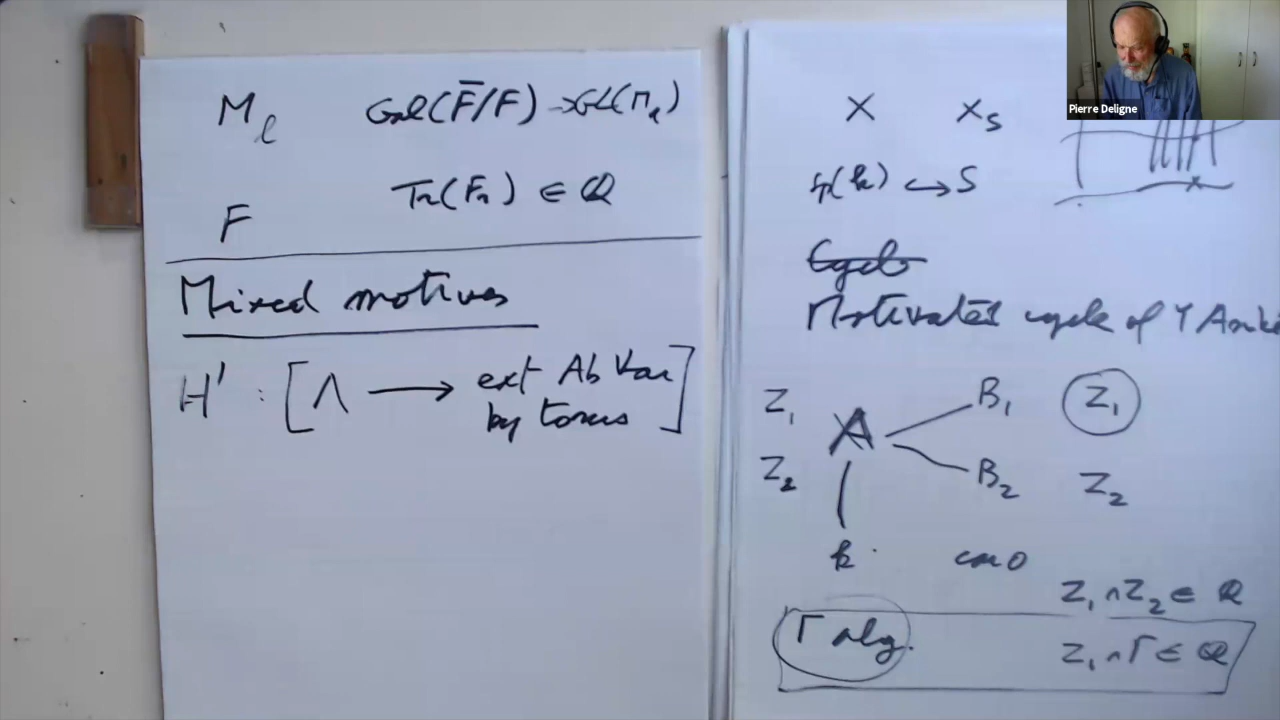 M_ℓ Gal(F̄/F) → GL(M_ℓ)
Tr(F_r) ∈ ℚ
F
Mixed motives
H¹ : [Λ ⟶ ext Ab Var
by torus]
Pierre Deligne
X X_S
Sp(k) ↪ S
Cycle
Motivated cycle of Y André
Z₁ A B₁ Z₁
Z₂ B₂ Z₂
k car 0
Z₁ ∩ Z₂ ∈ ℚ
Γ alg. Z₁ ∩ Γ ∈ ℚ